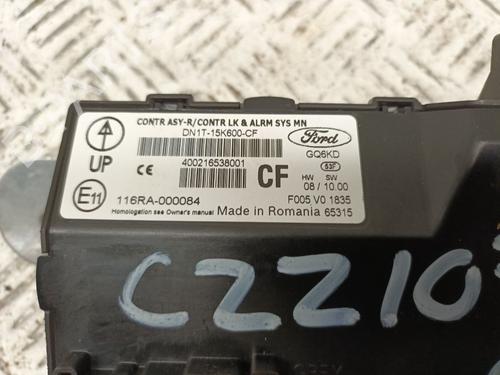 CONTR ASY-R/CONTR LK & ALRM SYS MN
DN1T-15K600-CF
Ford
UP
400216538001
CF
GQ6KD
53F
HW SW
08 / 10.00
E11
116RA-000084
F005 V0 1835
Homologation see Owner's manual
Made in Romania 65315
CE
CZZ10